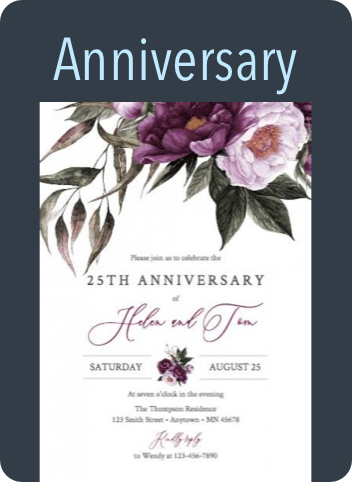 Anniversary
Please join us to celebrate the
25TH ANNIVERSARY
of
Helen and Tom
SATURDAY AUGUST 25
At seven o'clock in the evening
The Thompson Residence
123 Smith Street • Anytown • MN 45678
Kindly reply
to Wendy at 123-456-7890